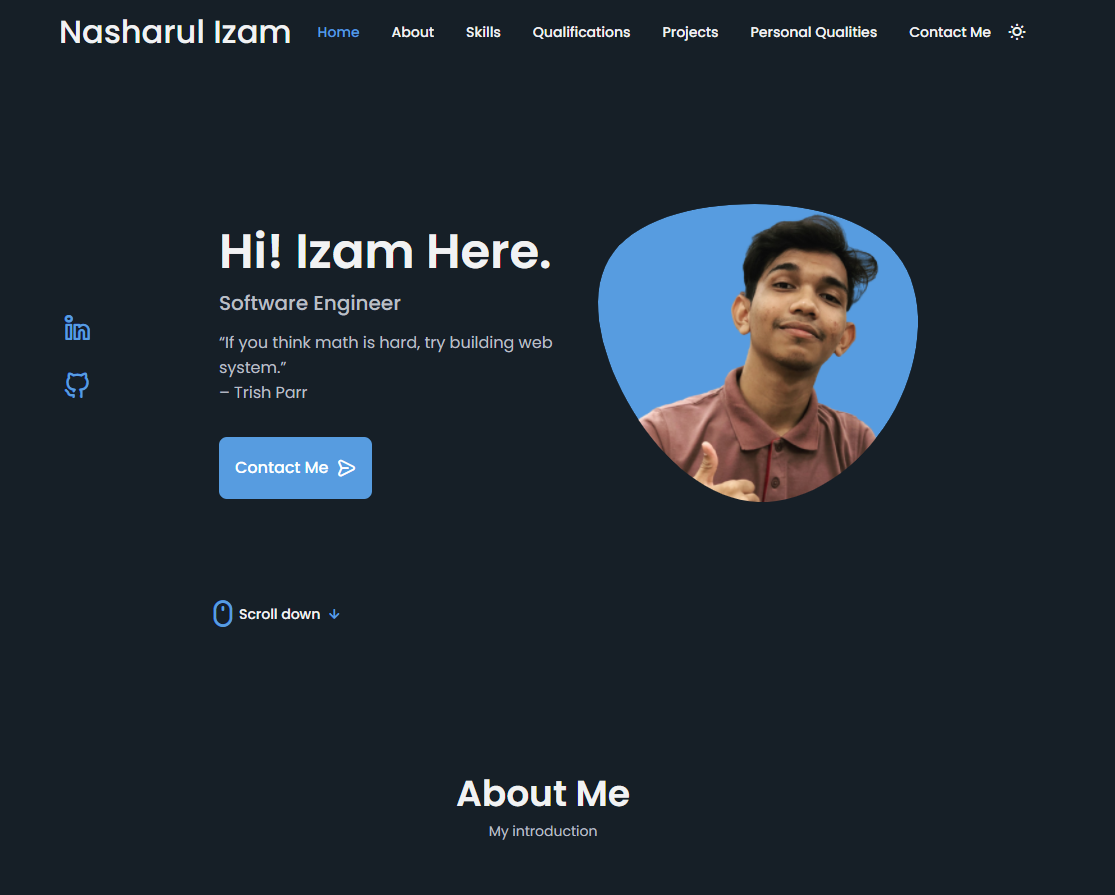 Nasharul Izam Home About Skills Qualifications Projects Personal Qualities Contact Me
Hi! Izam Here.
Software Engineer
“If you think math is hard, try building web
system.”
– Trish Parr
Contact Me
Scroll down
About Me
My introduction